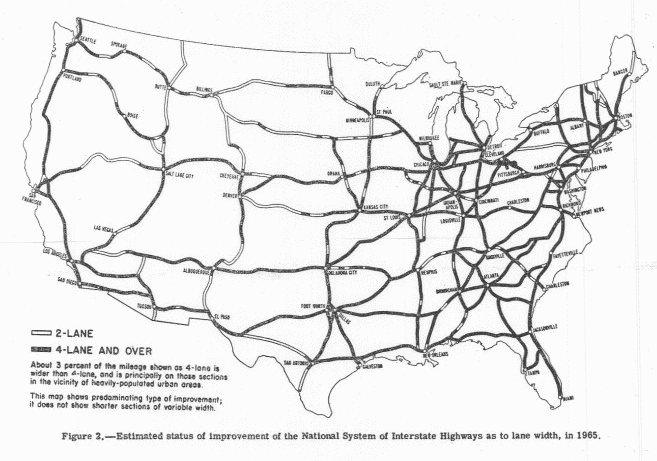 SEATTLE
SPOKANE
PORTLAND
BUTTE
BILLINGS
FARGO
DULUTH
SAULT STE MARIE
BANGOR
BOISE
ST PAUL
MINNEAPOLIS
MILWAUKEE
DETROIT
BUFFALO
ALBANY
BOSTON
CLEVELAND
NEW YORK
CHICAGO
PITTSBURGH
HARRISBURG
PHILADELPHIA
SALT LAKE CITY
CHEYENNE
OMAHA
DENVER
SAN FRANCISCO
KANSAS CITY
ST LOUIS
INDIAN-APOLIS
CINCINNATI
CHARLESTON
WASHINGTON
RICHMOND
NEWPORT NEWS
LOUISVILLE
LAS VEGAS
LOS ANGELES
SAN DIEGO
ALBUQUERQUE
OKLAHOMA CITY
MEMPHIS
KNOXVILLE
FAYETTEVILLE
ATLANTA
BIRMINGHAM
CHARLESTON
TUCSON
EL PASO
FORT WORTH
DALLAS
JACKSONVILLE
SAN ANTONIO
GALVESTON
NEW ORLEANS
TAMPA
MIAMI
2-LANE
4-LANE AND OVER
About 3 percent of the mileage shown as 4-lane is
wider than 4-lane, and is principally on those sections
in the vicinity of heavily-populated urban areas.
This map shows predominating type of improvement;
it does not show shorter sections of variable width.
Figure 2.—Estimated status of improvement of the National System of Interstate Highways as to lane width, in 1965.